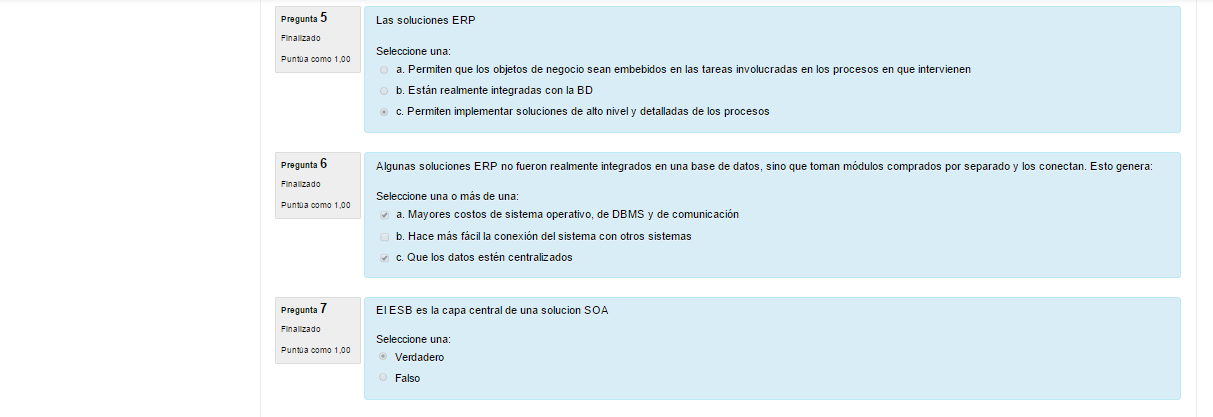 Pregunta 5
Finalizado
Puntúa como 1,00
Las soluciones ERP
Seleccione una:
a. Permiten que los objetos de negocio sean embebidos en las tareas involucradas en los procesos en que intervienen
b. Están realmente integradas con la BD
c. Permiten implementar soluciones de alto nivel y detalladas de los procesos
Pregunta 6
Finalizado
Puntúa como 1,00
Algunas soluciones ERP no fueron realmente integrados en una base de datos, sino que toman módulos comprados por separado y los conectan. Esto genera:
Seleccione una o más de una:
a. Mayores costos de sistema operativo, de DBMS y de comunicación
b. Hace más fácil la conexión del sistema con otros sistemas
c. Que los datos estén centralizados
Pregunta 7
Finalizado
Puntúa como 1,00
El ESB es la capa central de una solucion SOA
Seleccione una:
Verdadero
Falso